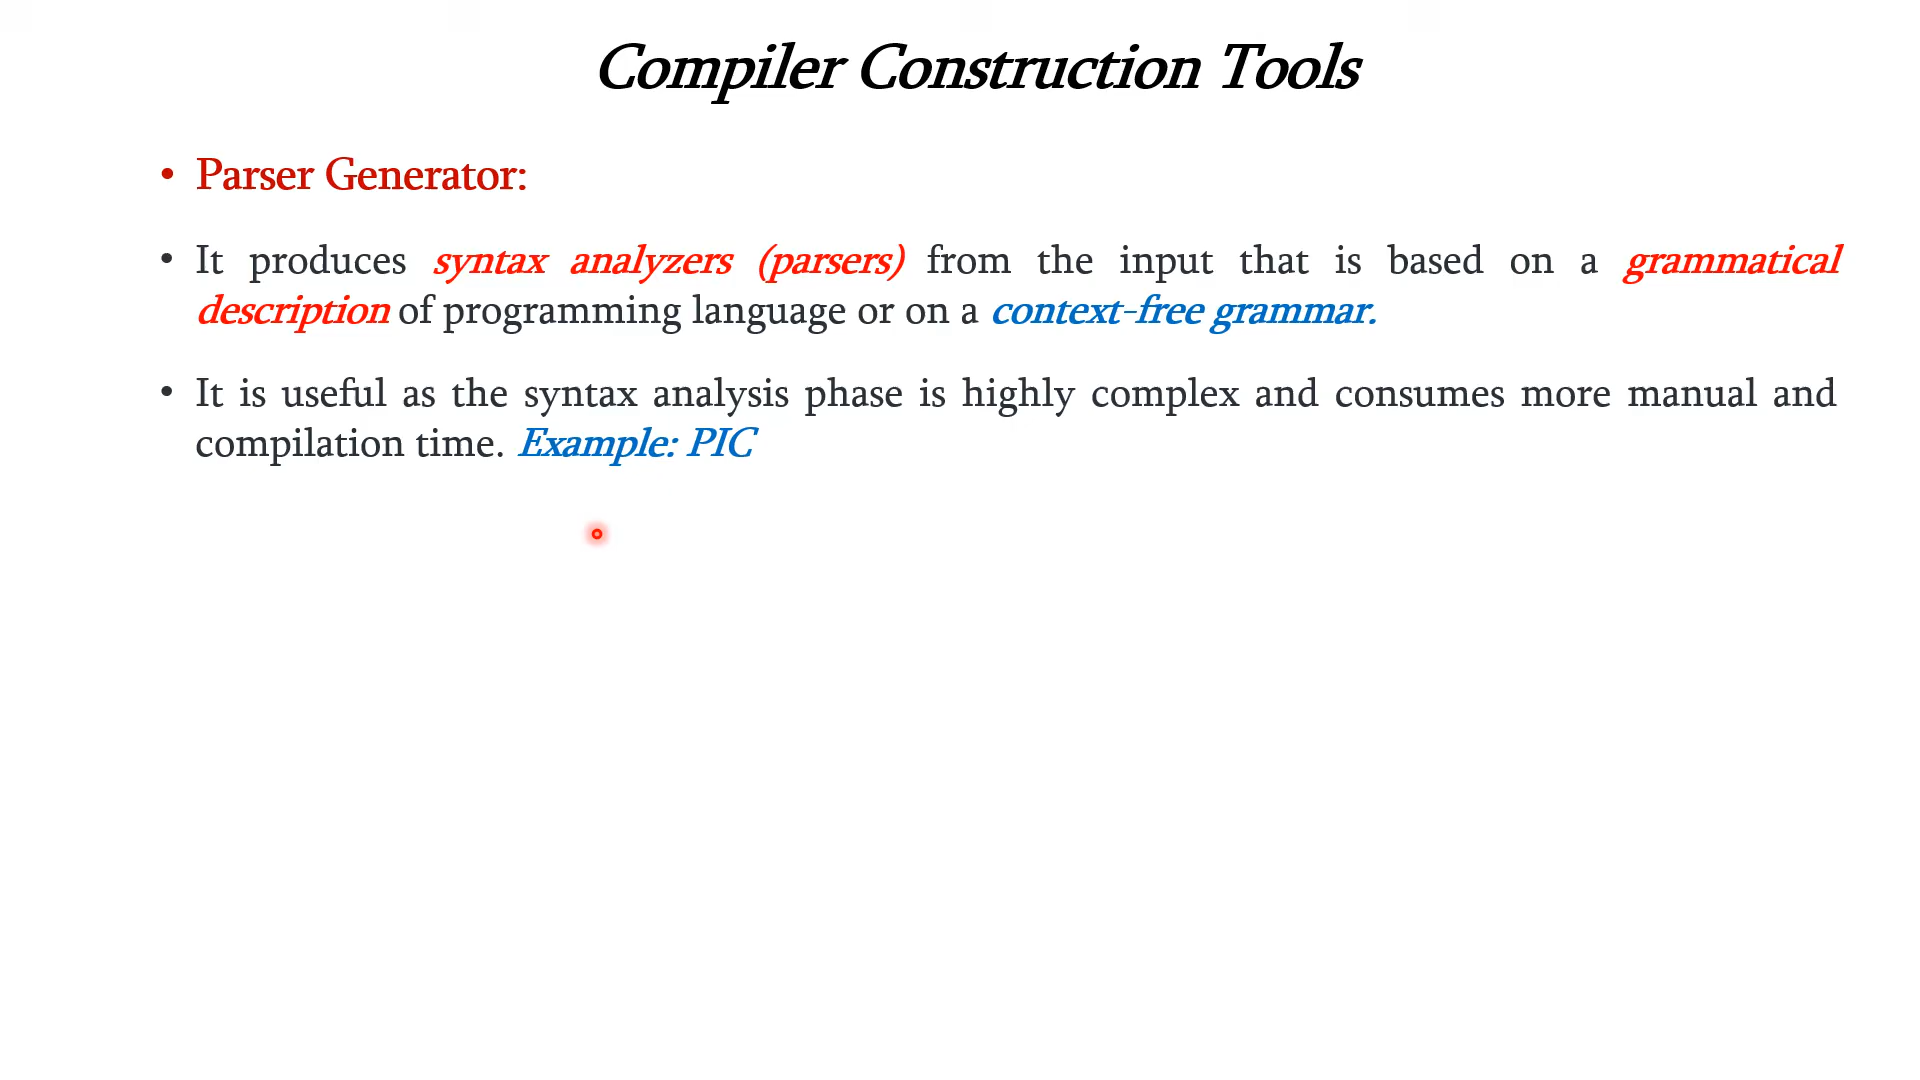 Compiler Construction Tools
• Parser Generator:
• It produces syntax analyzers (parsers) from the input that is based on a grammatical
description of programming language or on a context-free grammar.
• It is useful as the syntax analysis phase is highly complex and consumes more manual and
compilation time. Example: PIC